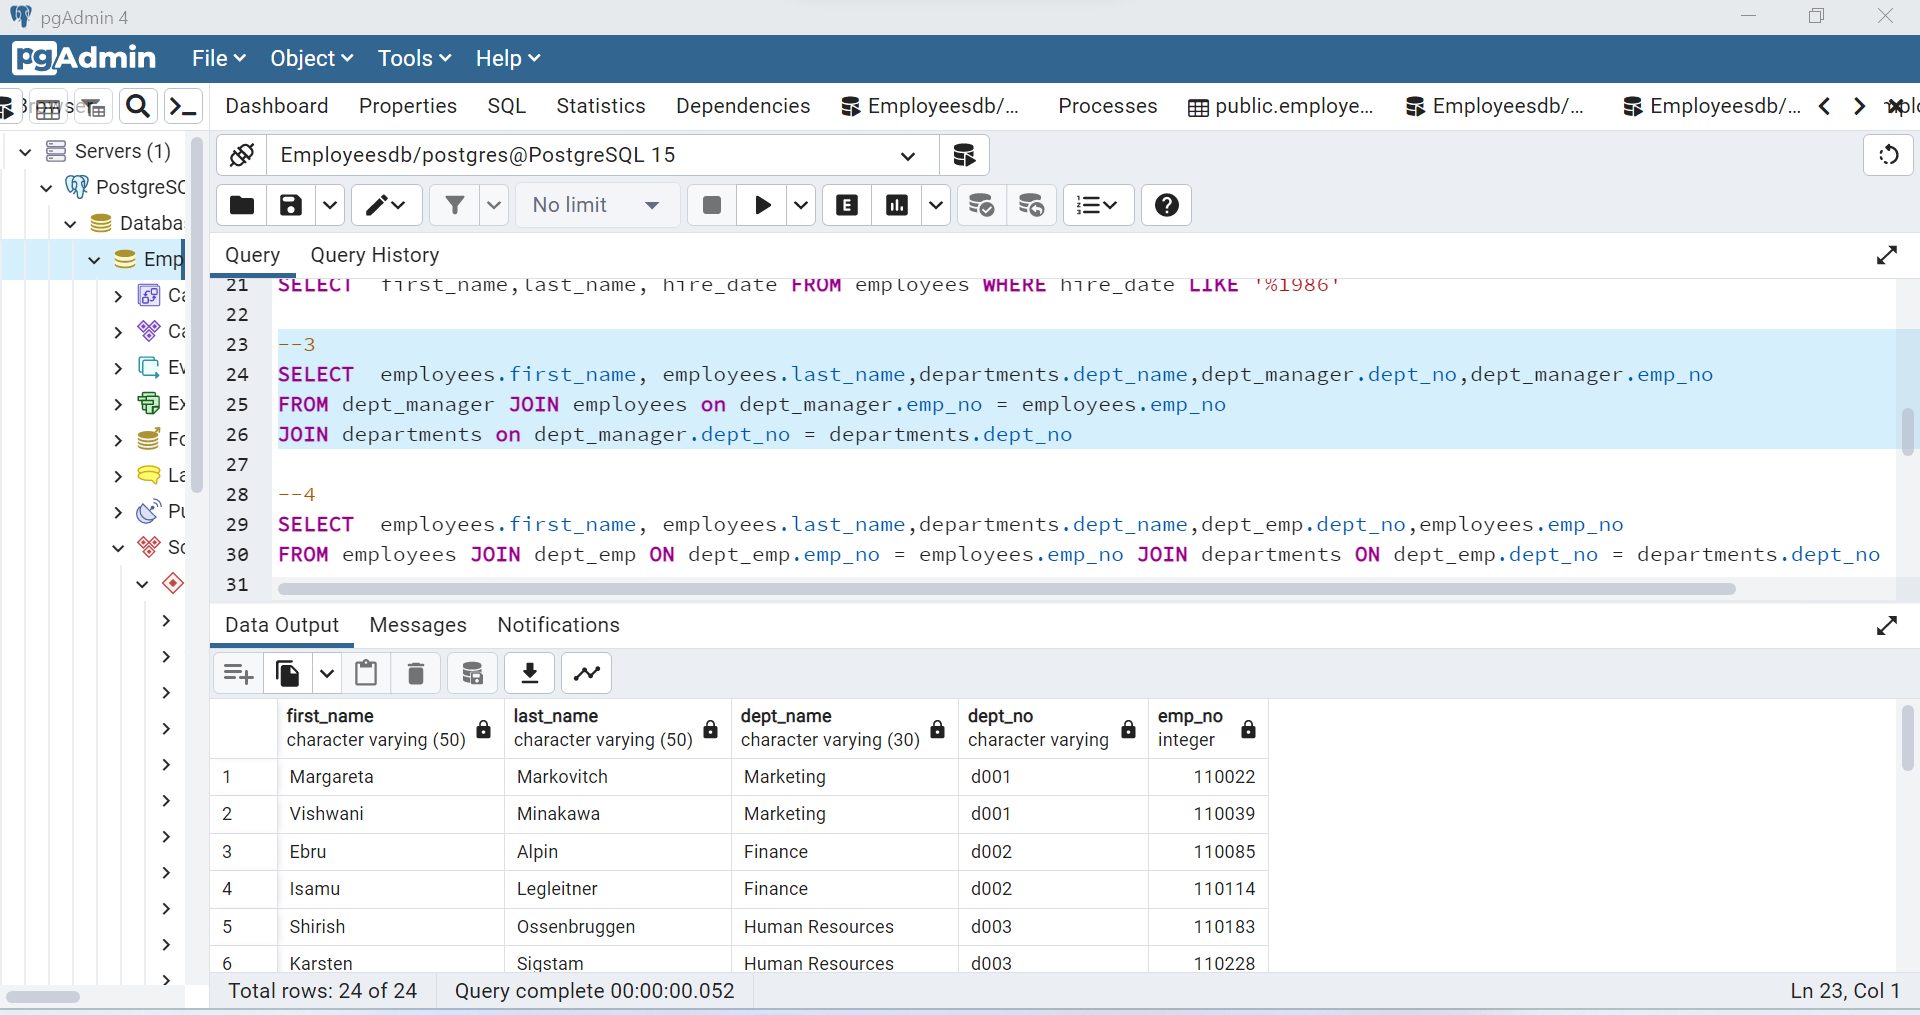 pgAdmin 4
pgAdmin File Object Tools Help
Dashboard Properties SQL Statistics Dependencies Employeesdb/... Processes public.employe... Employeesdb/... Employeesdb/...
Servers (1)
Employeesdb/postgres@PostgreSQL 15
PostgreSC
Databa
No limit E
Emp
Query Query History
21 SELECT first_name,last_name, hire_date FROM employees WHERE hire_date LIKE '%1986'
22
23 --3
24 SELECT employees.first_name, employees.last_name,departments.dept_name,dept_manager.dept_no,dept_manager.emp_no
25 FROM dept_manager JOIN employees on dept_manager.emp_no = employees.emp_no
26 JOIN departments on dept_manager.dept_no = departments.dept_no
27
28 --4
29 SELECT employees.first_name, employees.last_name,departments.dept_name,dept_emp.dept_no,employees.emp_no
30 FROM employees JOIN dept_emp ON dept_emp.emp_no = employees.emp_no JOIN departments ON dept_emp.dept_no = departments.dept_no
31
Ca
Ca
Ev
Ex
Fo
La
Pu
Sc
Data Output Messages Notifications
first_name last_name dept_name dept_no emp_no
character varying (50) character varying (50) character varying (30) character varying integer
1 Margareta Markovitch Marketing d001 110022
2 Vishwani Minakawa Marketing d001 110039
3 Ebru Alpin Finance d002 110085
4 Isamu Legleitner Finance d002 110114
5 Shirish Ossenbruggen Human Resources d003 110183
6 Karsten Sigstam Human Resources d003 110228
Total rows: 24 of 24 Query complete 00:00:00.052 Ln 23, Col 1